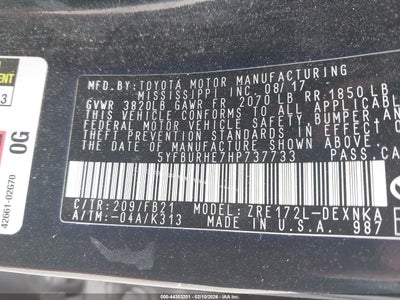 MFD. BY: TOYOTA MOTOR MANUFACTURING
MISSISSIPPI, INC. 08/17
GVWR 3820LB GAWR FR 2070 LB RR 1850 LB
THIS VEHICLE CONFORMS TO ALL APPLICABLE
FEDERAL MOTOR VEHICLE SAFETY AND
THEFT PREVENTION STANDARDS IN EFFECT ON
THE DATE OF MANUFACTURE SHOWN ABOVE.
5YFBURHE7HP737733 PASS.CA
C/TR: 209/FB21 MODEL: ZRE172L-DEXNKA
A/TM: -04A/K313 MADE IN U.S.A. 987
42661-02670
0G
44-000-44303201 - 02/10/2026 - IAA Inc.